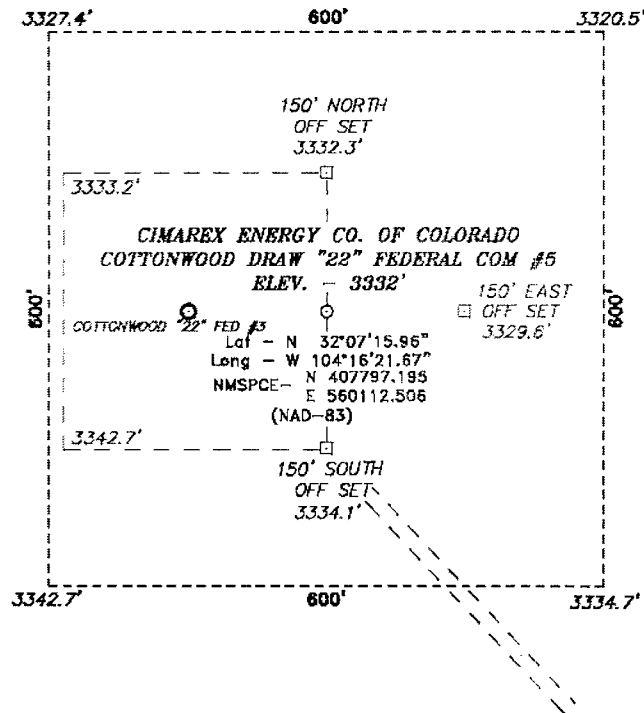 3327.4' 600' 3320.5'
150' NORTH
OFF SET
3332.3'
3333.2'
CIMAREX ENERGY CO. OF COLORADO
COTTONWOOD DRAW "22" FEDERAL COM #5
ELEV. - 3332'
600'
COTTONWOOD "22" FED #3
150' EAST
OFF SET
3329.6'
600'
Lat - N 32°07'15.96"
Long - W 104°16'21.67"
NMSPCE- N 407797.195
E 560112.506
(NAD-83)
3342.7'
150' SOUTH
OFF SET
3334.1'
3342.7' 600' 3334.7'